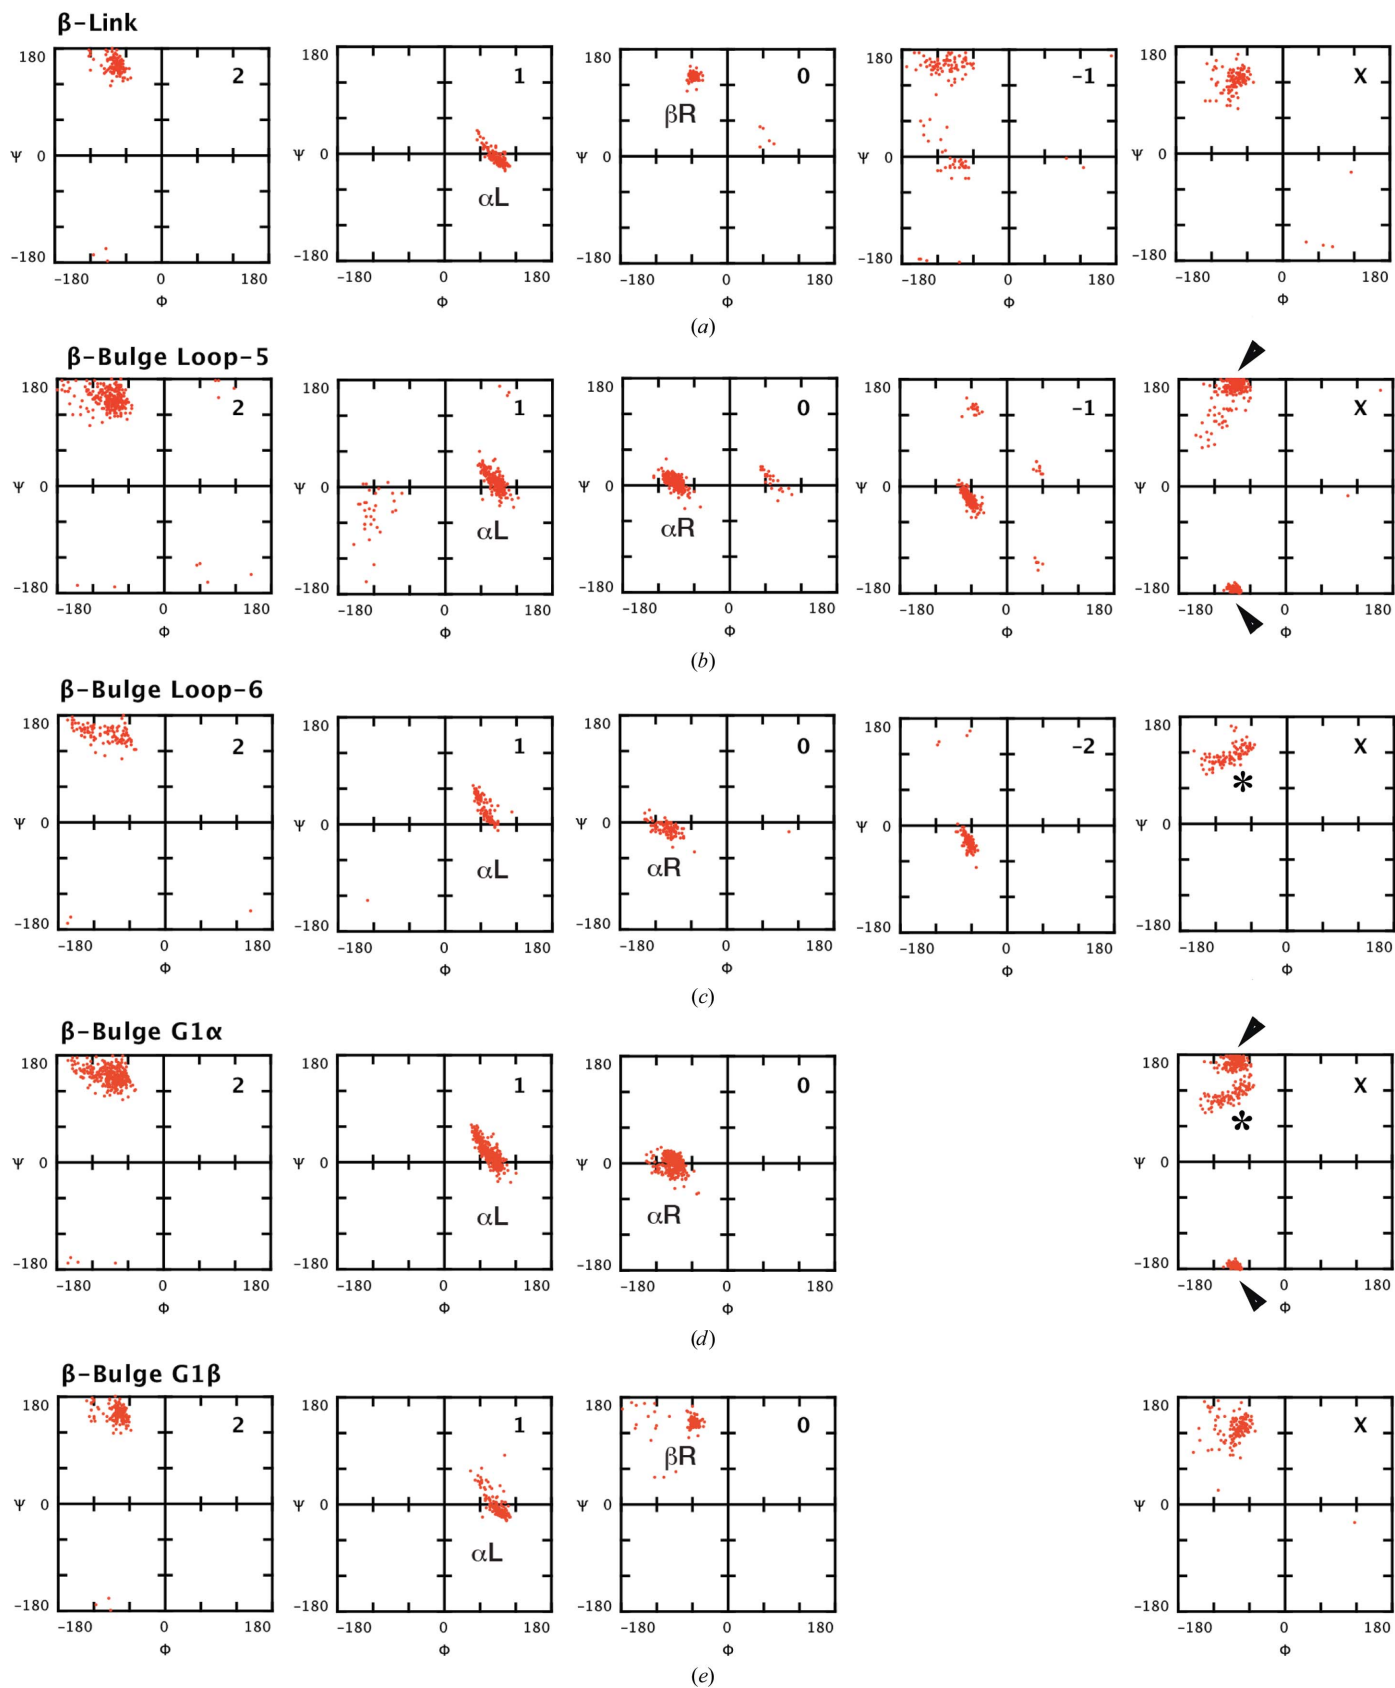 β-Link
180 2 180 1 180 0 180 -1 180 X
βR
Ψ 0 Ψ 0 Ψ 0 Ψ 0 Ψ 0
αL
-180 -180 -180 -180 -180
-180 0 180 -180 0 180 -180 0 180 -180 0 180 -180 0 180
Φ Φ Φ Φ Φ
(a)
β-Bulge Loop-5
180 2 180 1 180 0 180 -1 180 X
Ψ 0 Ψ 0 Ψ 0 Ψ 0 Ψ 0
αL αR
-180 -180 -180 -180 -180
-180 0 180 -180 0 180 -180 0 180 -180 0 180 -180 0 180
Φ Φ Φ Φ Φ
(b)
β-Bulge Loop-6
180 2 180 1 180 0 180 -2 180 X
*
Ψ 0 Ψ 0 Ψ 0 Ψ 0 Ψ 0
αL αR
-180 -180 -180 -180 -180
-180 0 180 -180 0 180 -180 0 180 -180 0 180 -180 0 180
Φ Φ Φ Φ Φ
(c)
β-Bulge G1α
180 2 180 1 180 0 180 X
*
Ψ 0 Ψ 0 Ψ 0 Ψ 0
αL αR
-180 -180 -180 -180
-180 0 180 -180 0 180 -180 0 180 -180 0 180
Φ Φ Φ Φ
(d)
β-Bulge G1β
180 2 180 1 180 0 180 X
βR
Ψ 0 Ψ 0 Ψ 0 Ψ 0
αL
-180 -180 -180 -180
-180 0 180 -180 0 180 -180 0 180 -180 0 180
Φ Φ Φ Φ
(e)